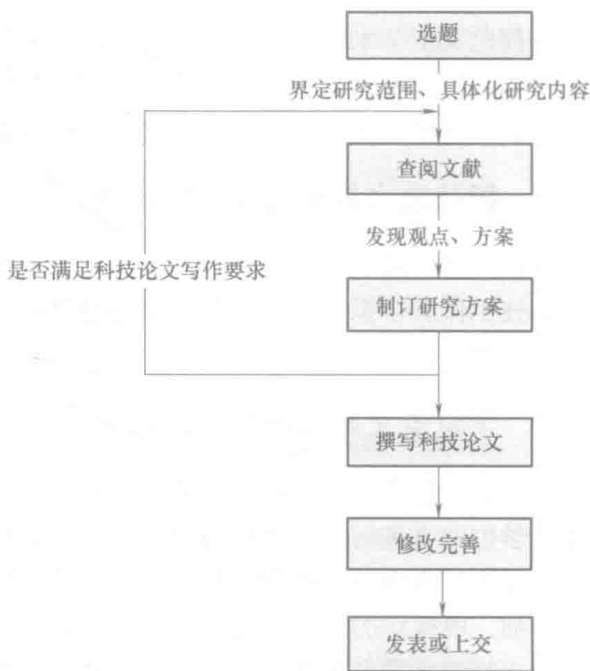 选题
界定研究范围、具体化研究内容
查阅文献
发现观点、方案
是否满足科技论文写作要求
制订研究方案
撰写科技论文
修改完善
发表或上交